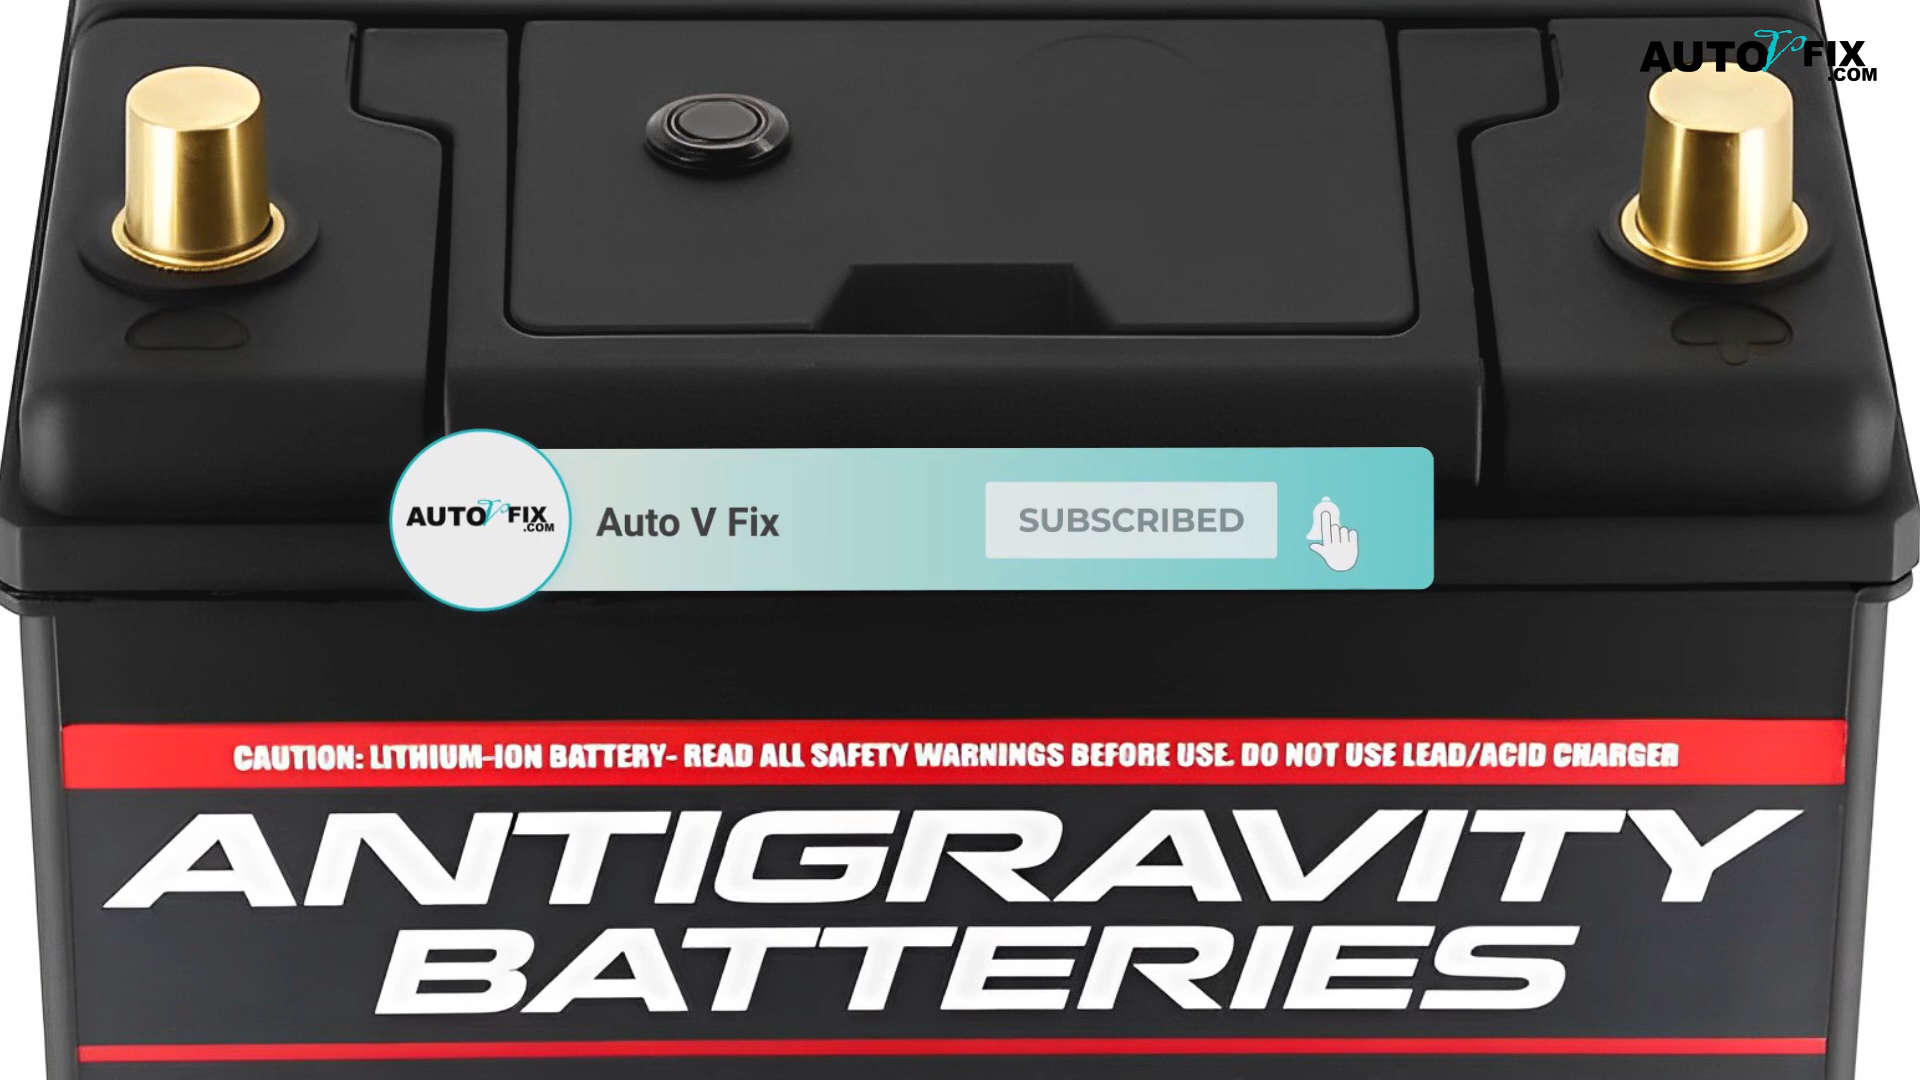 AUTO V FIX
.COM
AUTO V FIX
.COM
Auto V Fix
SUBSCRIBED
CAUTION: LITHIUM-ION BATTERY- READ ALL SAFETY WARNINGS BEFORE USE. DO NOT USE LEAD/ACID CHARGER
ANTIGRAVITY
BATTERIES